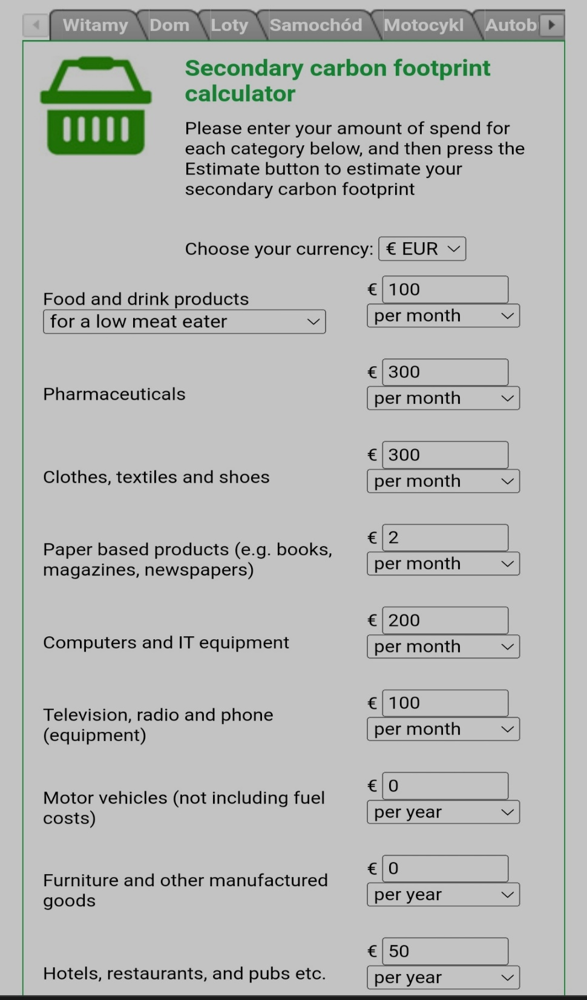 Witamy
Dom
Loty
Samochód
Motocykl
Autob
Secondary carbon footprint
calculator
Please enter your amount of spend for
each category below, and then press the
Estimate button to estimate your
secondary carbon footprint
Choose your currency: € EUR
Food and drink products
for a low meat eater
€ 100
per month
Pharmaceuticals
€ 300
per month
Clothes, textiles and shoes
€ 300
per month
Paper based products (e.g. books,
magazines, newspapers)
€ 2
per month
Computers and IT equipment
€ 200
per month
Television, radio and phone
(equipment)
€ 100
per month
Motor vehicles (not including fuel
costs)
€ 0
per year
Furniture and other manufactured
goods
€ 0
per year
Hotels, restaurants, and pubs etc.
€ 50
per year